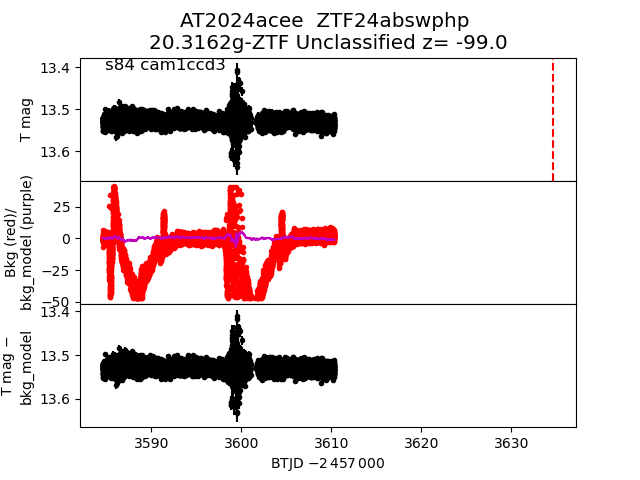 AT2024acee  ZTF24abswphp
20.3162g-ZTF Unclassified z= -99.0
s84 cam1ccd3
13.4
13.5
13.6
T mag
25
0
−25
−50
Bkg (red)/
bkg_model (purple)
13.4
13.5
13.6
T mag −
bkg_model
3590
3600
3610
3620
3630
BTJD −2 457 000